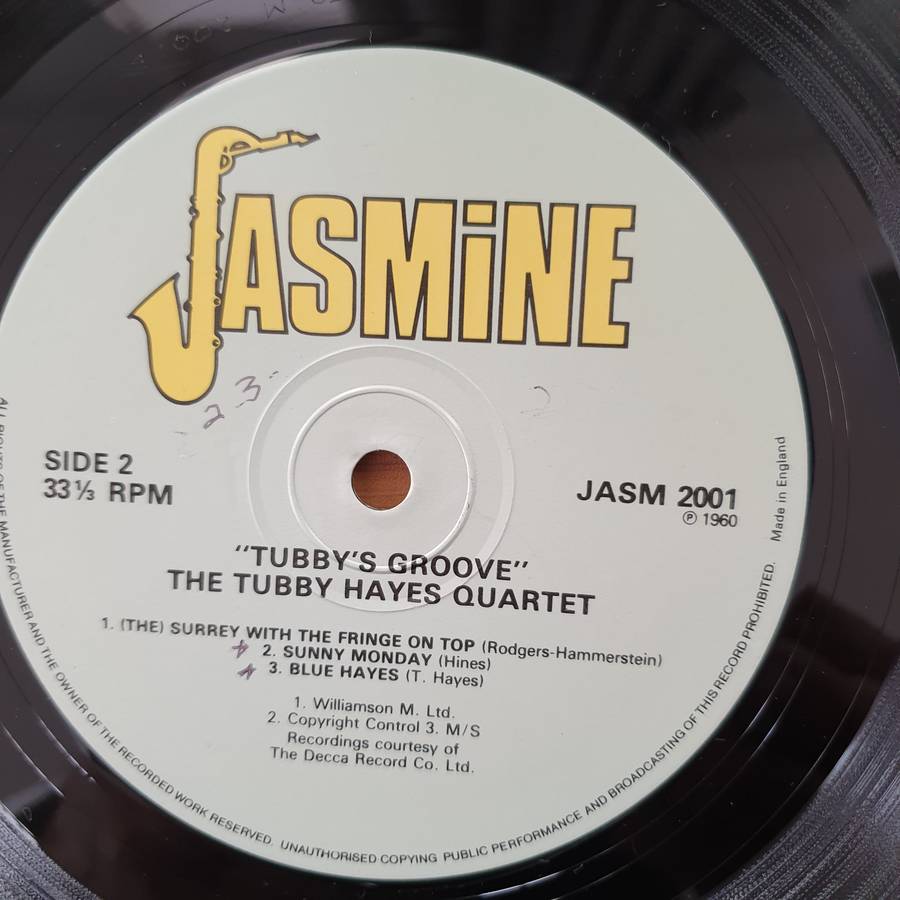 JASMiNE
2 3
SIDE 2
33⅓ RPM
JASM 2001
℗ 1960
Made in England
"TUBBY'S GROOVE"
THE TUBBY HAYES QUARTET
1. (THE) SURREY WITH THE FRINGE ON TOP (Rodgers-Hammerstein)
2. SUNNY MONDAY (Hines)
3. BLUE HAYES (T. Hayes)
1. Williamson M. Ltd.
2. Copyright Control 3. M/S
Recordings courtesy of
The Decca Record Co. Ltd.
ALL RIGHTS OF THE MANUFACTURER AND THE OWNER OF THE RECORDED WORK RESERVED. UNAUTHORISED COPYING PUBLIC PERFORMANCE AND BROADCASTING OF THIS RECORD PROHIBITED.